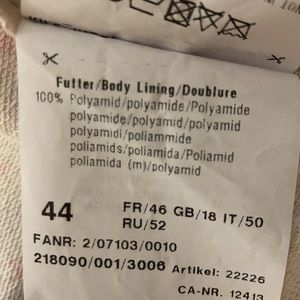 Futter/Body Lining/Doublure
100% Polyamid/polyamide/Polyamide
polyamide/polyamid/polyamid
polyamidi/poliammide
poliamids/poliamida/Poliamid
poliamida (m)/polyamid
44 FR/46 GB/18 IT/50
RU/52
FANR: 2/07103/0010
218090/001/3006 Artikel: 22226
CA-NR. 12413